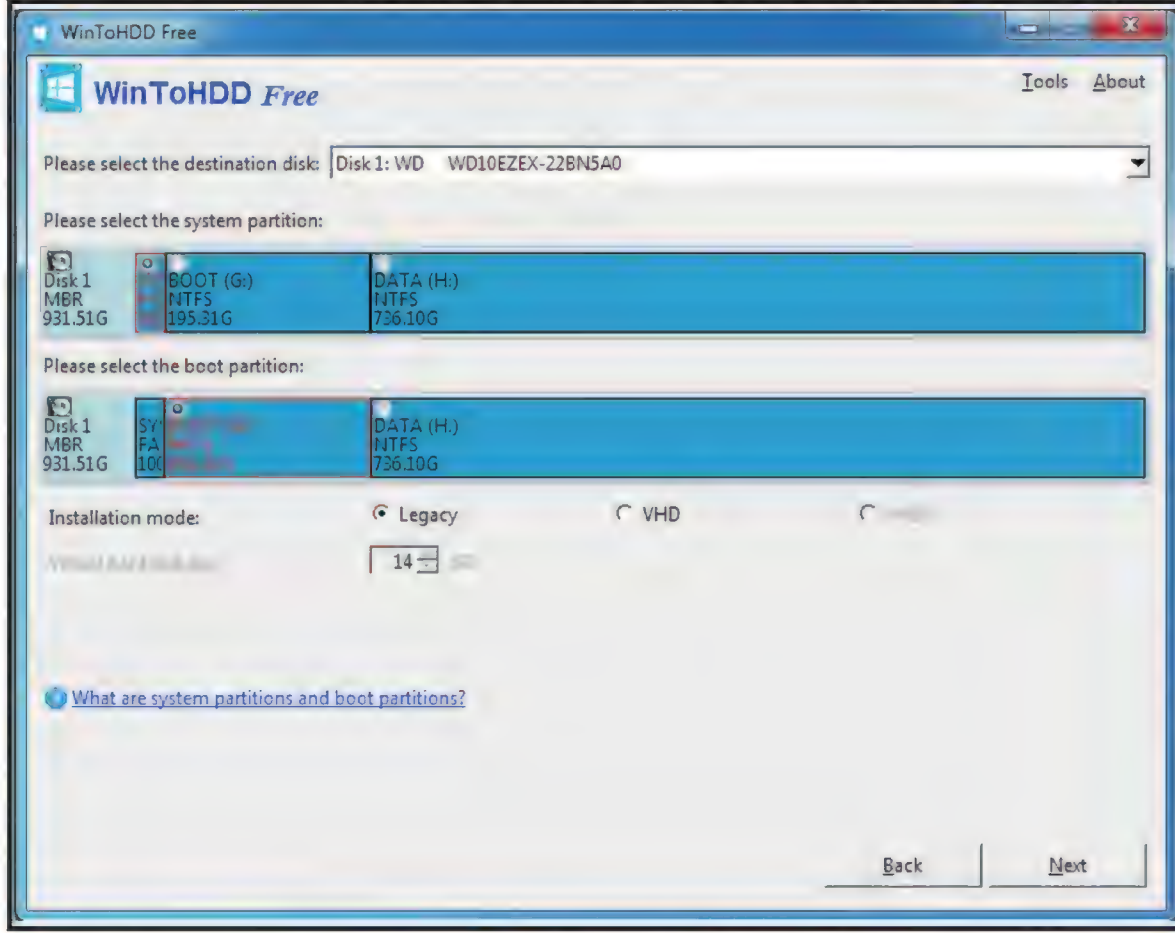 WinToHDD Free
WinToHDD Free
Tools About
Please select the destination disk: Disk 1: WD WD10EZEX-22BN5A0
Please select the system partition:
Disk 1
MBR
931.51G
BOOT (G:)
NTFS
195.31G
DATA (H:)
NTFS
736.10G
Please select the boot partition:
Disk 1
MBR
931.51G
SY
FA
100
DATA (H:)
NTFS
736.10G
Installation mode: Legacy VHD
14
What are system partitions and boot partitions?
Back Next